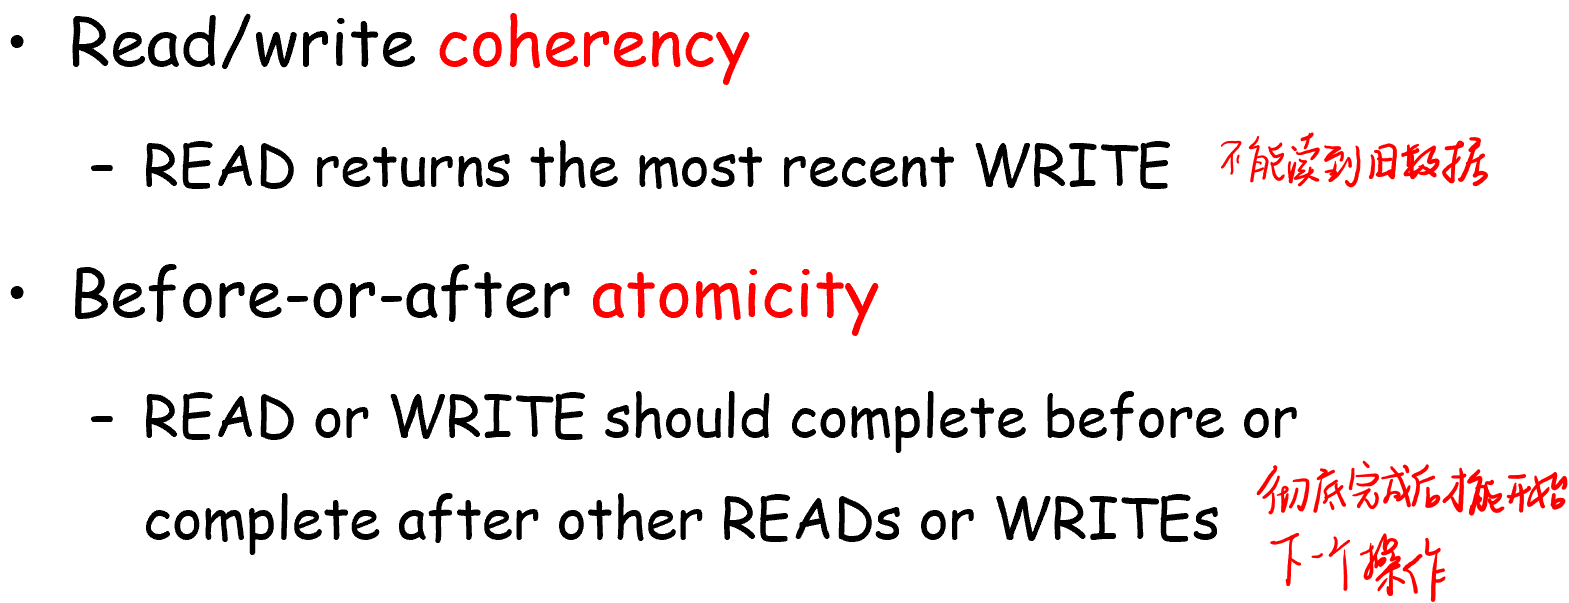 • Read/write coherency
– READ returns the most recent WRITE 不能读到旧数据
• Before-or-after atomicity
– READ or WRITE should complete before or
complete after other READs or WRITEs 彻底完成后才能开始
下一个操作